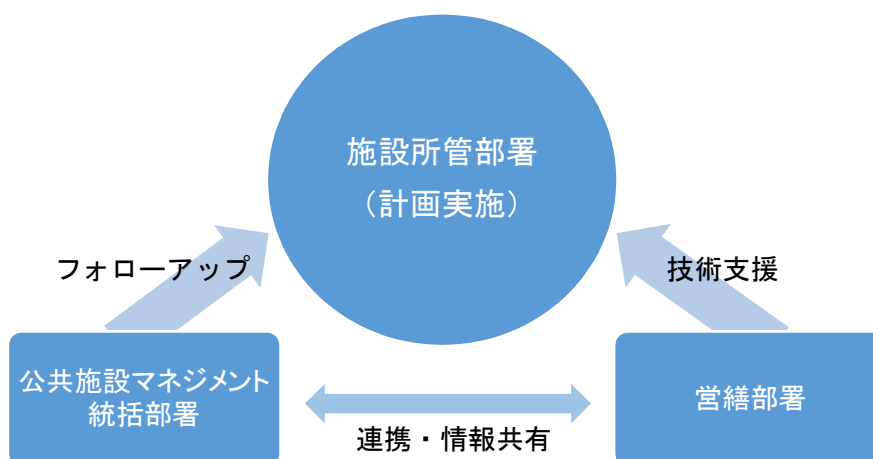 施設所管部署
（計画実施）
フォローアップ
技術支援
公共施設マネジメント
統括部署
営繕部署
連携・情報共有